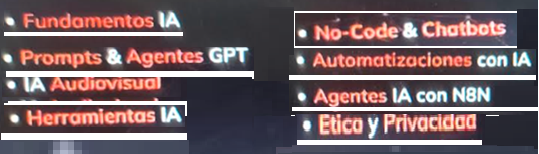 • Fundamentos IA
• Prompts & Agentes GPT
• IA Audiovisual
• Herramientas IA
• No-Code & Chatbots
• Automatizaciones con IA
• Agentes IA con N8N
• Etica y Privacidad